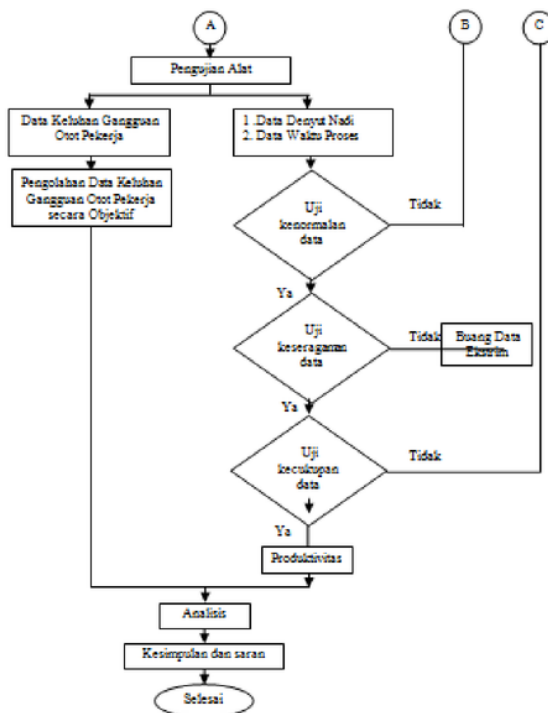 A
B
C
Pengujian Alat
Data Keluhan Gangguan
Otot Pekerja
1 .Data Denyut Nadi
2. Data Waktu Proses
Pengolahan Data Keluhan
Gangguan Otot Pekerja
secara Objektif
Uji
kenormalan
data
Tidak
Ya
Uji
keseragaman
data
Tidak
Buang Data
Ekstrim
Ya
Uji
kecukupan
data
Tidak
Ya
Produktivitas
Analisis
Kesimpulan dan saran
Selesai